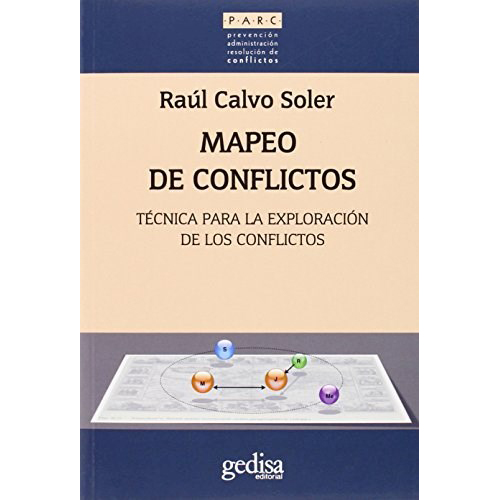 P·A·R·C
prevención
administración
resolución de
conflictos
Raúl Calvo Soler
MAPEO
DE CONFLICTOS
TÉCNICA PARA LA EXPLORACIÓN
DE LOS CONFLICTOS
S
R
M
J
Me
gedisa
editorial